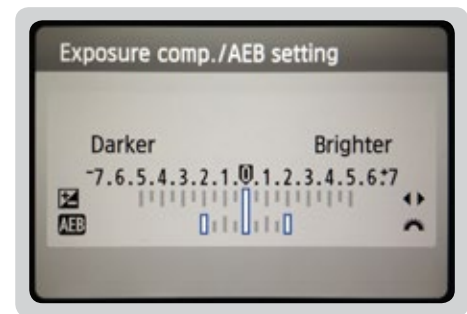 Exposure comp./AEB setting
Darker Brighter
-7.6.5.4.3.2.1.0.1.2.3.4.5.6.+7
AEB